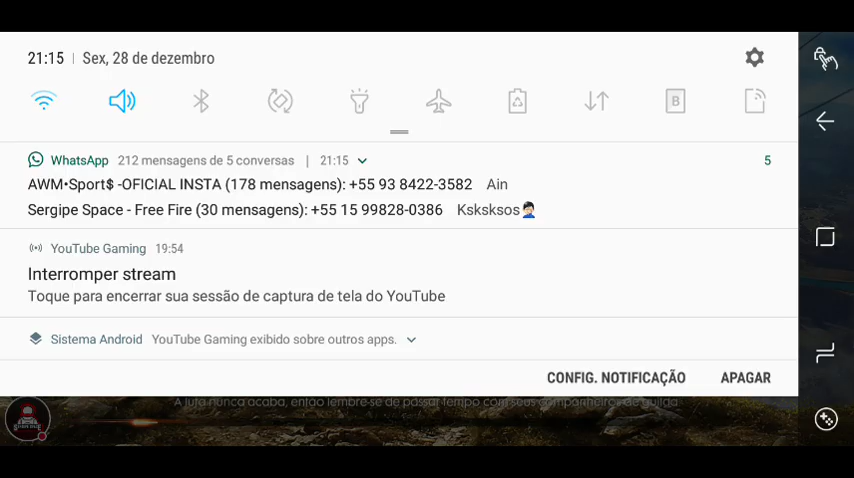 21:15 | Sex, 28 de dezembro
B
WhatsApp 212 mensagens de 5 conversas | 21:15 5
AWM•Sport$ -OFICIAL INSTA (178 mensagens): +55 93 8422-3582 Ain
Sergipe Space - Free Fire (30 mensagens): +55 15 99828-0386 Ksksksos🤦🏻
YouTube Gaming 19:54
Interromper stream
Toque para encerrar sua sessão de captura de tela do YouTube
Sistema Android YouTube Gaming exibido sobre outros apps.
CONFIG. NOTIFICAÇÃO APAGAR
A luta nunca acaba, então lembre-se de passar tempo com seus companheiros de guilda